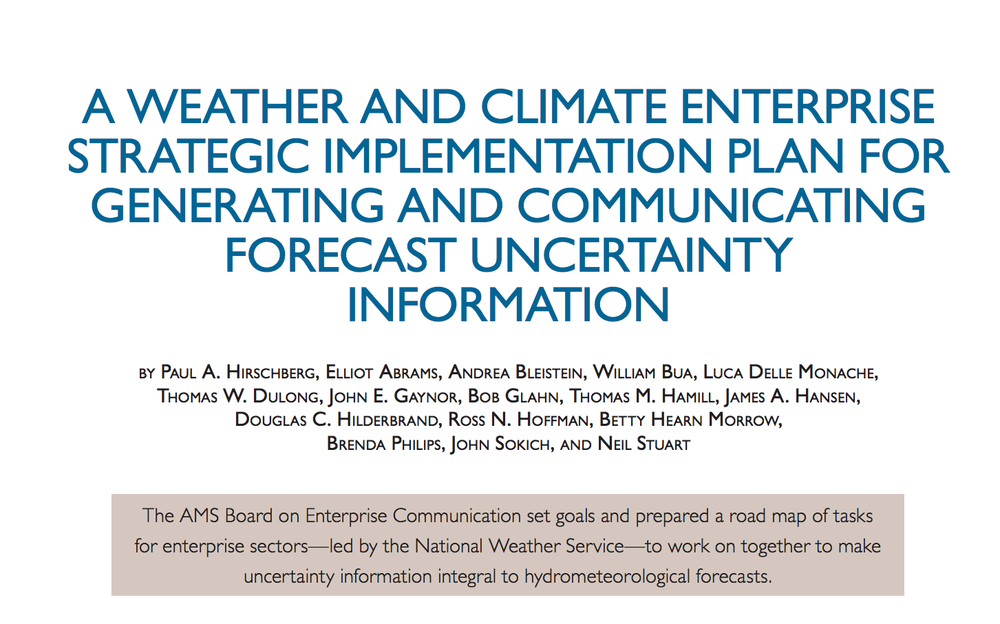 A WEATHER AND CLIMATE ENTERPRISE
STRATEGIC IMPLEMENTATION PLAN FOR
GENERATING AND COMMUNICATING
FORECAST UNCERTAINTY
INFORMATION
BY PAUL A. HIRSCHBERG, ELLIOT ABRAMS, ANDREA BLEISTEIN, WILLIAM BUA, LUCA DELLE MONACHE,
THOMAS W. DULONG, JOHN E. GAYNOR, BOB GLAHN, THOMAS M. HAMILL, JAMES A. HANSEN,
DOUGLAS C. HILDERBRAND, ROSS N. HOFFMAN, BETTY HEARN MORROW,
BRENDA PHILIPS, JOHN SOKICH, AND NEIL STUART
The AMS Board on Enterprise Communication set goals and prepared a road map of tasks
for enterprise sectors—led by the National Weather Service—to work on together to make
uncertainty information integral to hydrometeorological forecasts.